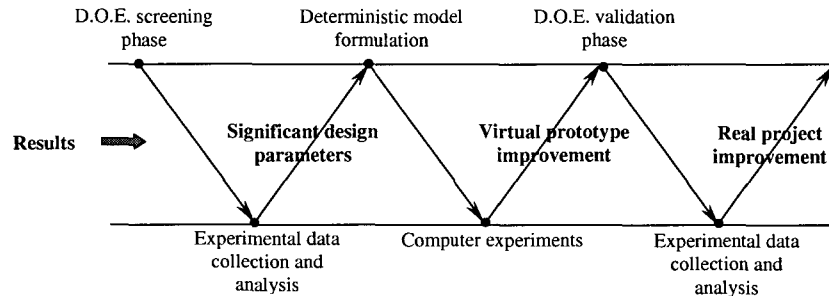 D.O.E. screening
phase
Deterministic model
formulation
D.O.E. validation
phase
Results
Significant design
parameters
Virtual prototype
improvement
Real project
improvement
Experimental data
collection and
analysis
Computer experiments
Experimental data
collection and
analysis